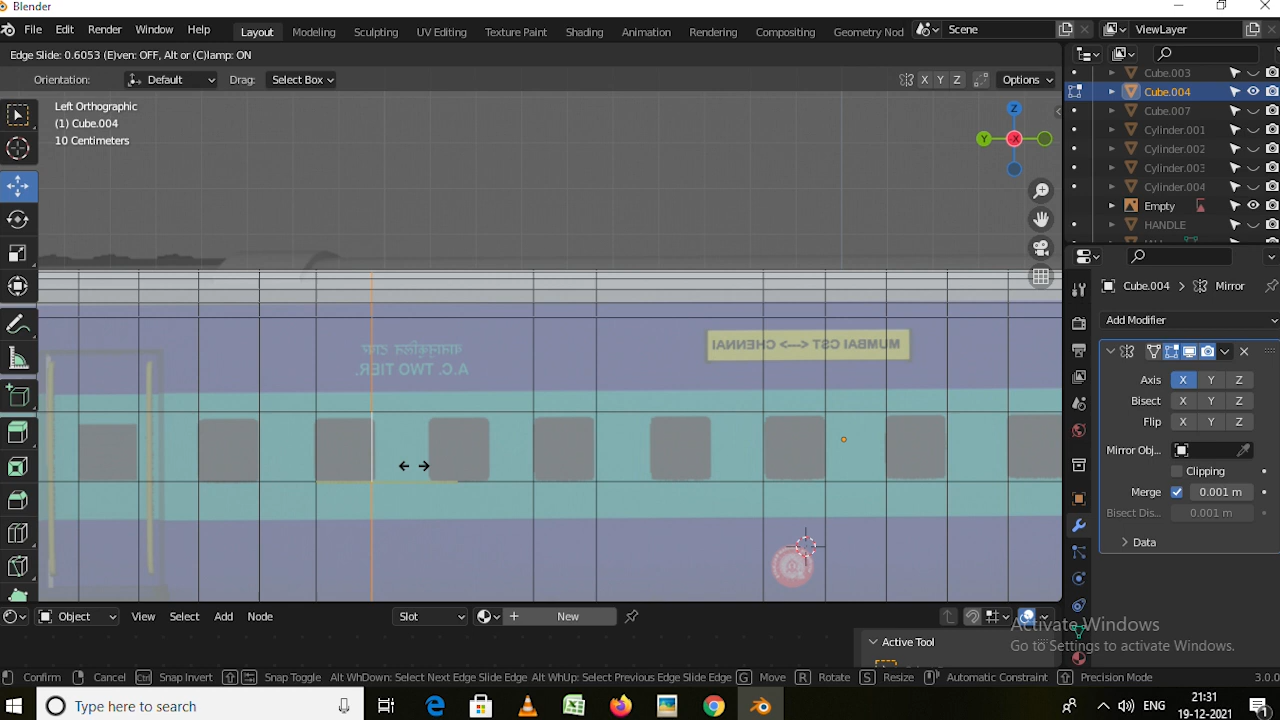 Blender
File Edit Render Window Help Layout Modeling Sculpting UV Editing Texture Paint Shading Animation Rendering Compositing Geometry Nod Scene ViewLayer
Edge Slide: 0.6053 (E)ven: OFF, Alt or (C)lamp: ON
Orientation: Default Drag: Select Box X Y Z Options
Left Orthographic
(1) Cube.004
10 Centimeters
Z
Y X
Cube.003
Cube.004
Cube.007
Cylinder.001
Cylinder.002
Cylinder.003
Cylinder.004
Empty
HANDLE
Cube.004 > Mirror
Add Modifier
Axis X Y Z
Bisect X Y Z
Flip X Y Z
Mirror Obj...
Clipping
Merge 0.001 m
Bisect Dis... 0.001 m
Data
वातानुकूलित टायर
A.C. TWO TIER.
MUMBAI CST <--> CHENNAI
Object View Select Add Node Slot New
Active Tool
Activate Windows
Go to Settings to activate Windows.
Confirm Cancel Ctrl Snap Invert Snap Toggle Alt WhDown: Select Next Edge Slide Edge Alt WhUp: Select Previous Edge Slide Edge G Move R Rotate S Resize Automatic Constraint Precision Mode 3.0.0
Type here to search
ENG
21:31
19-12-2021
1